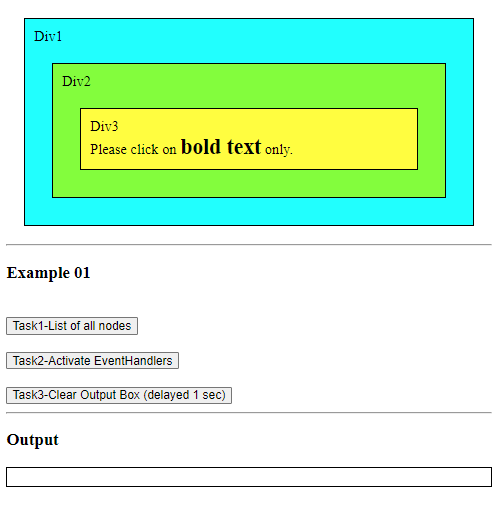 Div1
Div2
Div3
Please click on bold text only.
Example 01
Task1-List of all nodes
Task2-Activate EventHandlers
Task3-Clear Output Box (delayed 1 sec)
Output